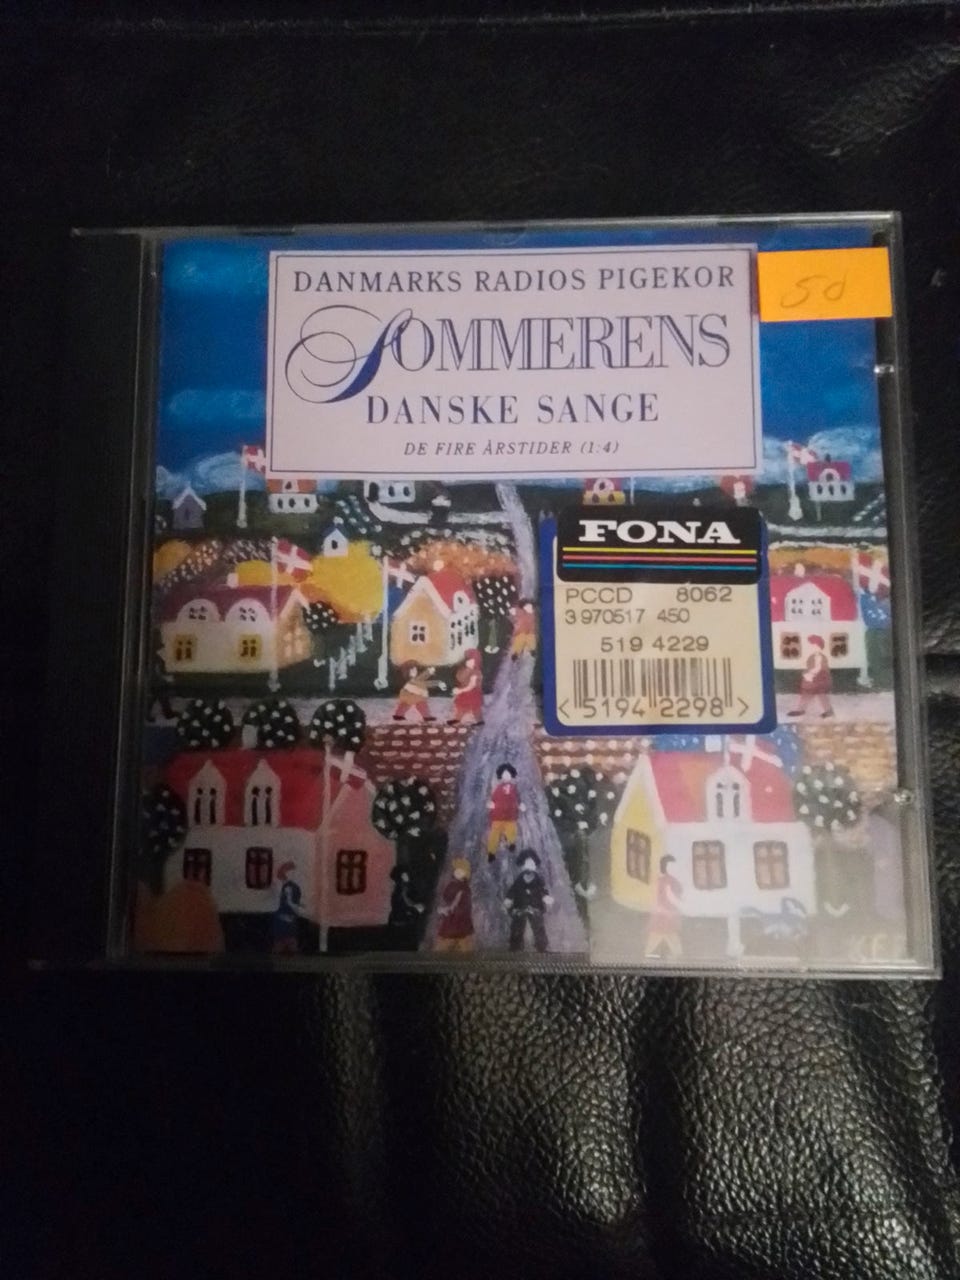 DANMARKS RADIOS PIGEKOR
SOMMERENS
DANSKE SANGE
DE FIRE ÅRSTIDER (1:4)
FONA
PCCD 8062
3 970517 450
519 4229
<5194 2298>